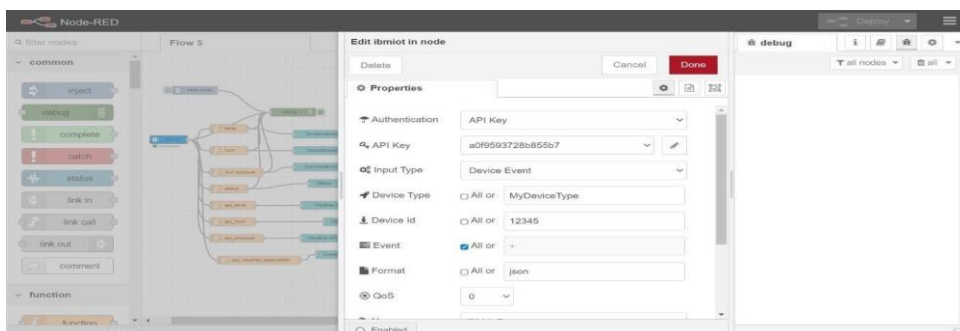 Node-RED
Deploy
filter nodes
Flow 5
Edit ibmiot in node
debug
common
Delete
Cancel
Done
all nodes
all
inject
Properties
debug
Authentication
API Key
complete
API Key
a0f9593728b855b7
catch
Input Type
Device Event
status
Device Type
All or
MyDeviceType
link in
Device Id
All or
12345
link call
Event
All or
+
link out
Format
All or
json
comment
QoS
0
function
function
Enabled